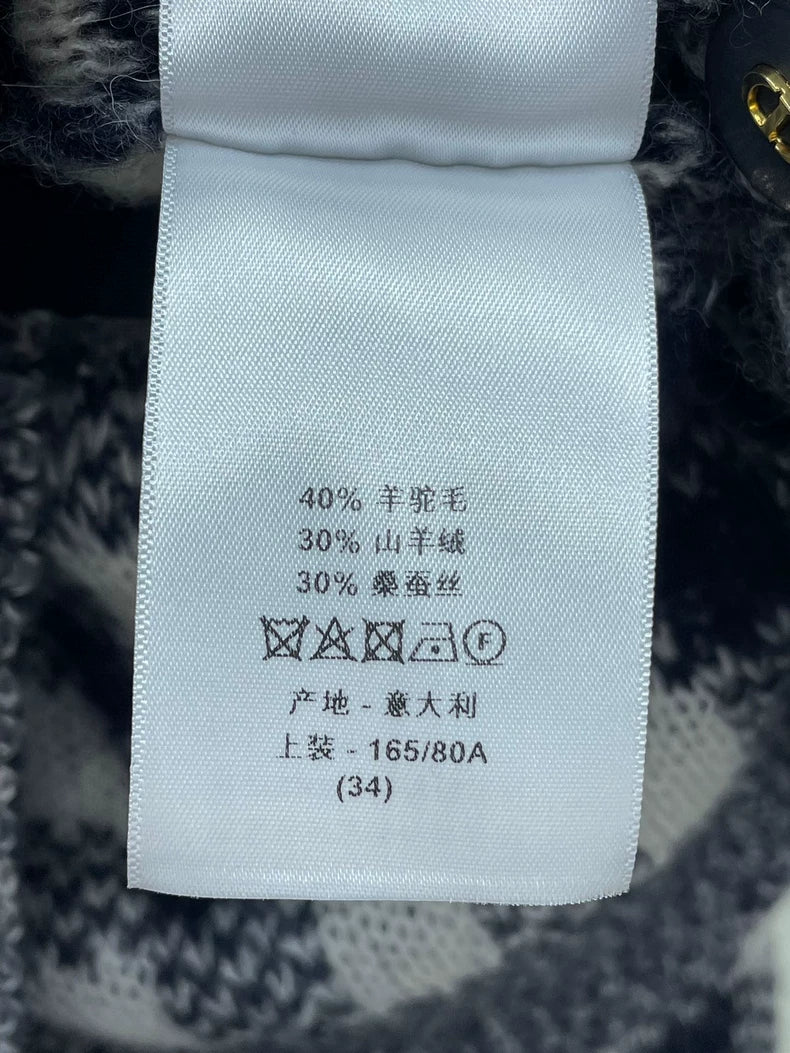 40% 羊驼毛
30% 山羊绒
30% 桑蚕丝
F
产地 - 意大利
上装 - 165/80A
(34)